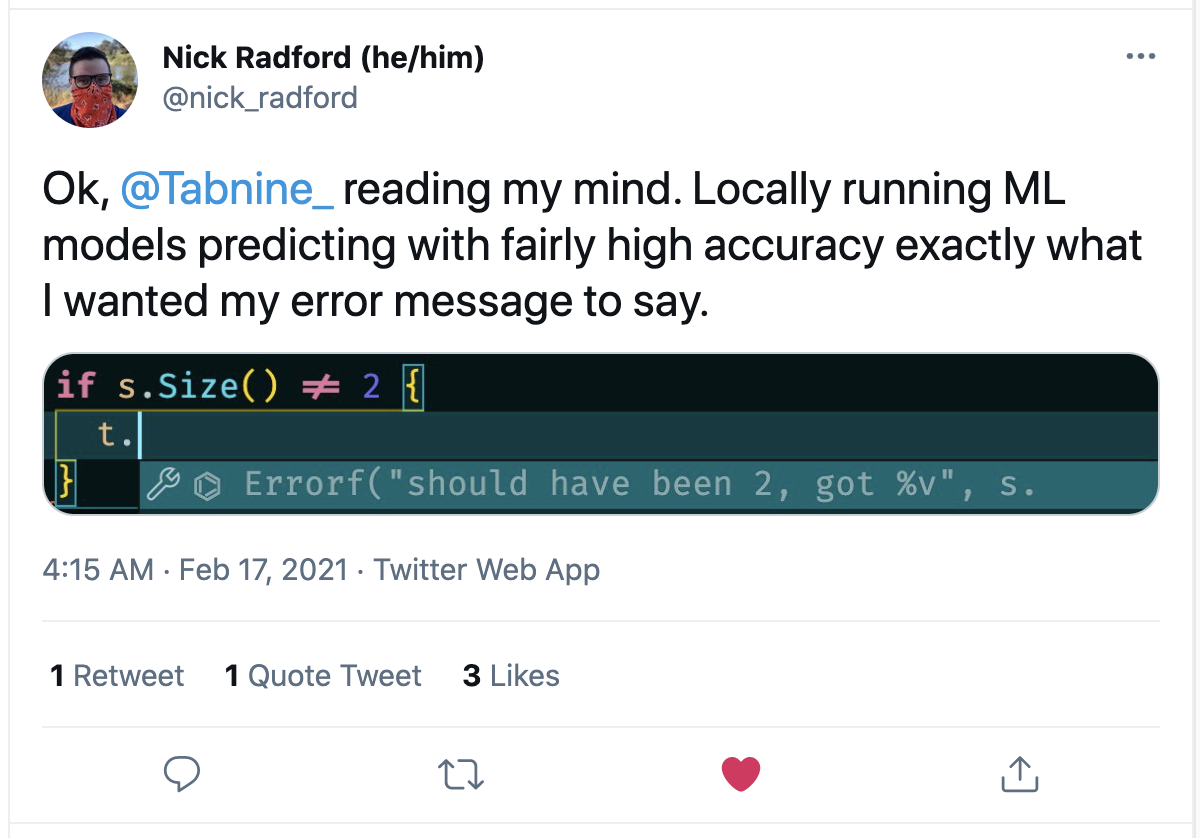 Nick Radford (he/him)
@nick_radford
Ok, @Tabnine_ reading my mind. Locally running ML
models predicting with fairly high accuracy exactly what
I wanted my error message to say.
if s.Size() ≠ 2 {
t.
} Errorf("should have been 2, got %v", s.
4:15 AM · Feb 17, 2021 · Twitter Web App
1 Retweet 1 Quote Tweet 3 Likes